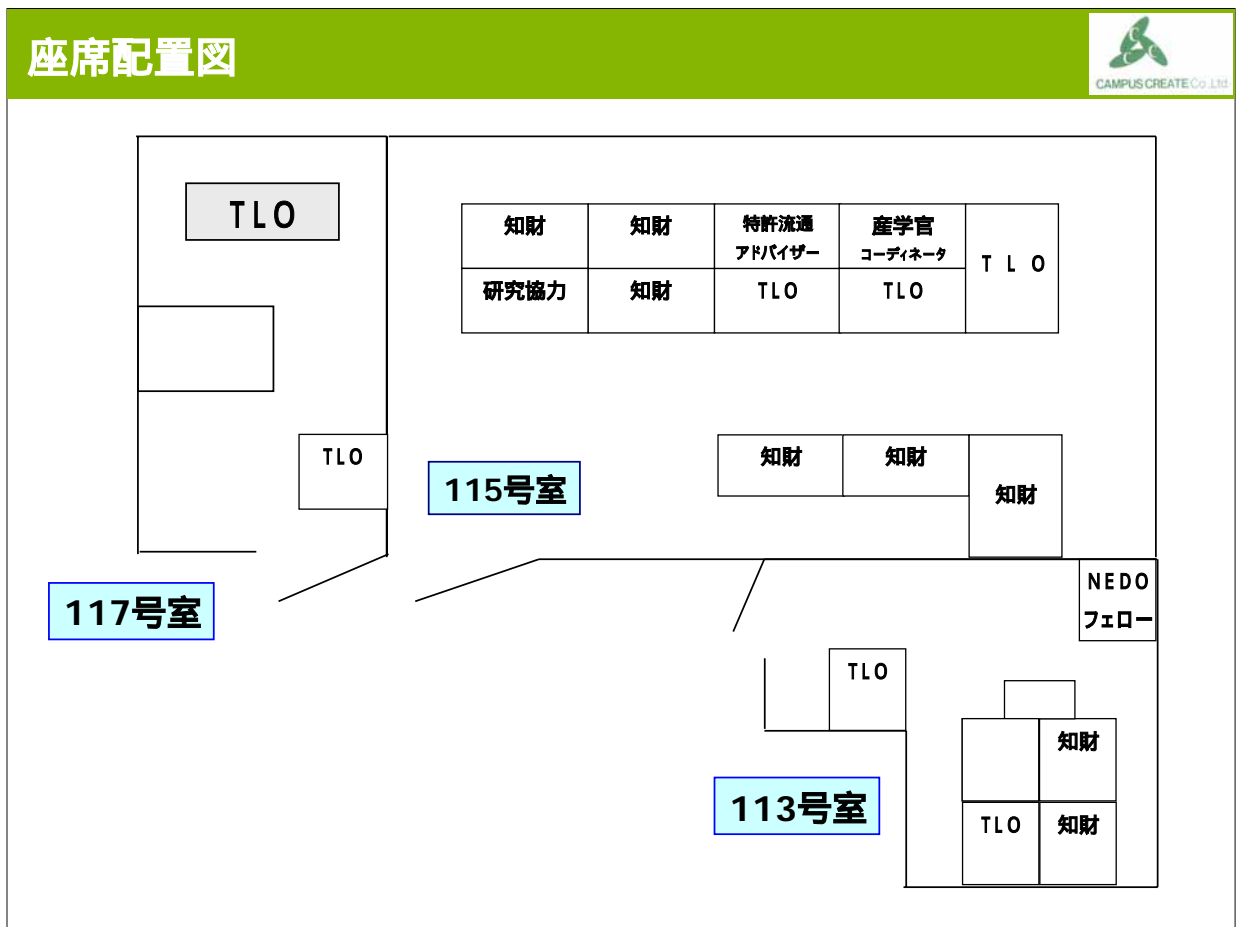 座席配置図
CAMPUS CREATE Co.,Ltd.
TLO
知財 知財 特許流通 産学官
アドバイザー コーディネータ
TLO
研究協力 知財 TLO TLO
TLO
知財 知財
知財
115号室
117号室
NEDO
フェロー
TLO
知財
113号室
TLO 知財